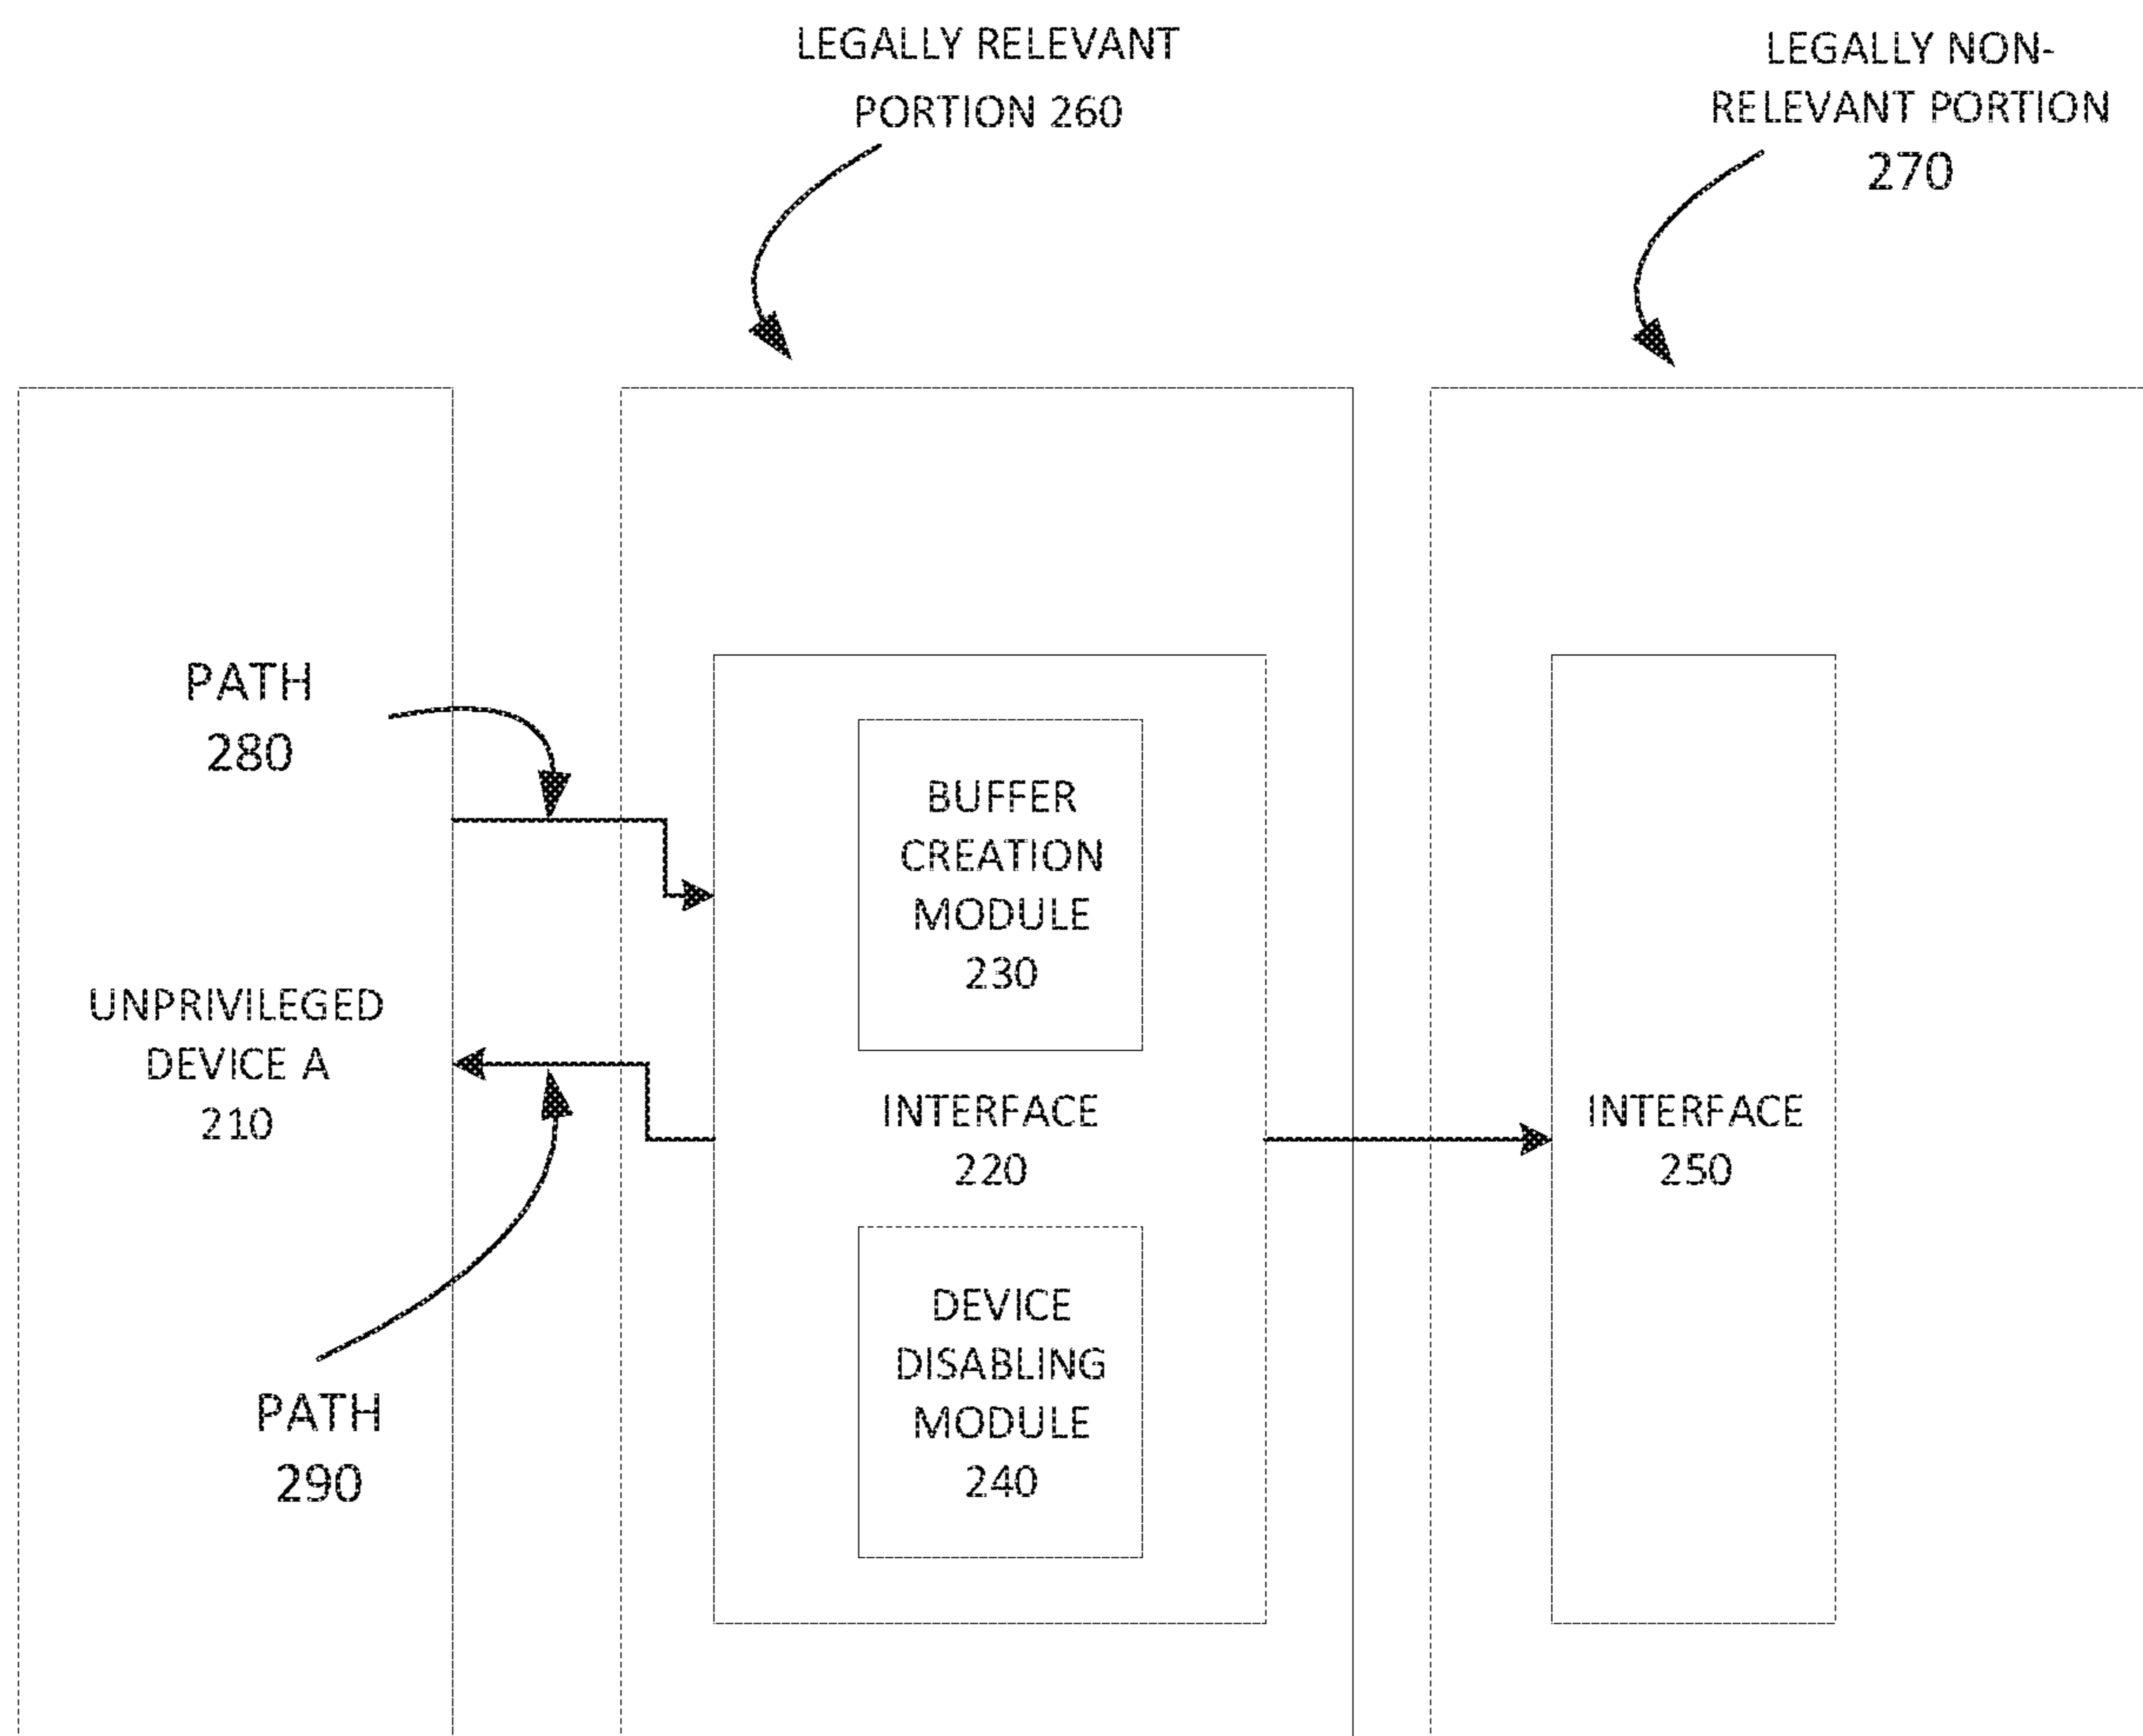 LEGALLY RELEVANT
PORTION 260
LEGALLY NON-
RELEVANT PORTION
270
PATH
280
UNPRIVILEGED
DEVICE A
210
PATH
290
BUFFER
CREATION
MODULE
230
INTERFACE
220
DEVICE
DISABLING
MODULE
240
INTERFACE
250